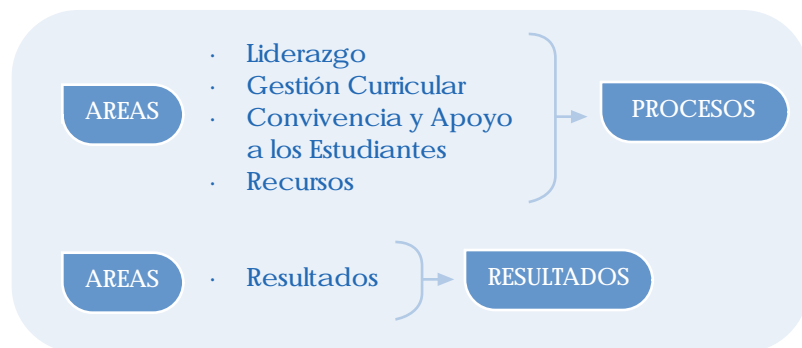 AREAS
· Liderazgo
· Gestión Curricular
· Convivencia y Apoyo
a los Estudiantes
· Recursos
PROCESOS
AREAS
· Resultados
RESULTADOS